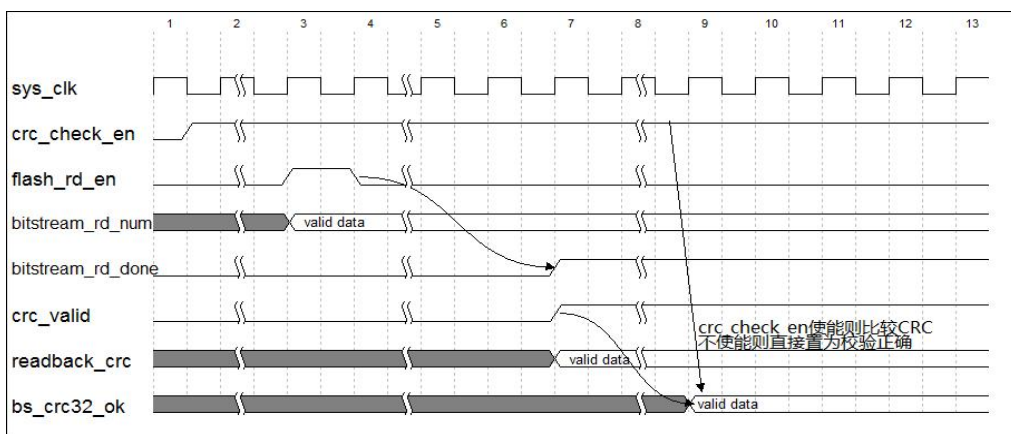 1 2 3 4 5 6 7 8 9 10 11 12 13
sys_clk
crc_check_en
flash_rd_en
bitstream_rd_num valid data
bitstream_rd_done
crc_valid
crc_check_en使能则比较CRC
不使能则直接置为校验正确
readback_crc valid data
bs_crc32_ok valid data